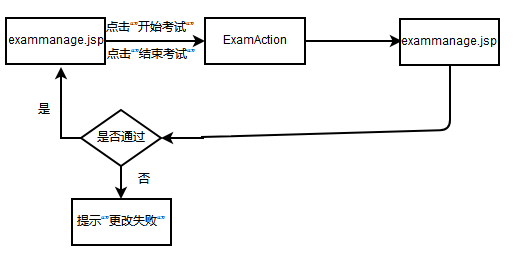 点击“”开始考试“”
exammanage.jsp
ExamAction
exammanage.jsp
点击“”结束考试“”
是
是否通过
否
提示“”更改失败“”